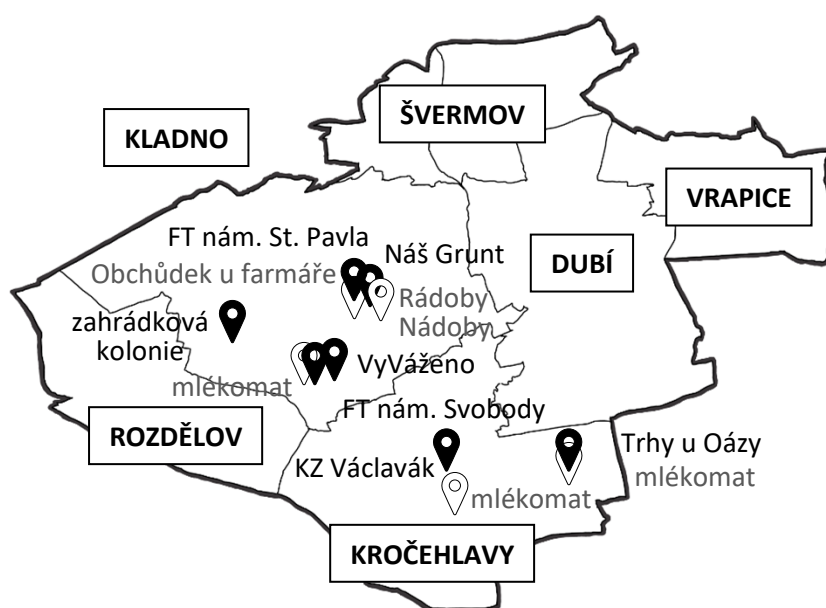 ŠVERMOV
KLADNO
VRAPICE
FT nám. St. Pavla
Náš Grunt
DUBÍ
Obchůdek u farmáře
Rádoby
Nádoby
zahrádková
kolonie
VyVáženo
mlékomat
FT nám. Svobody
ROZDĚLOV
Trhy u Oázy
mlékomat
KZ Václavák
mlékomat
KROČEHLAVY